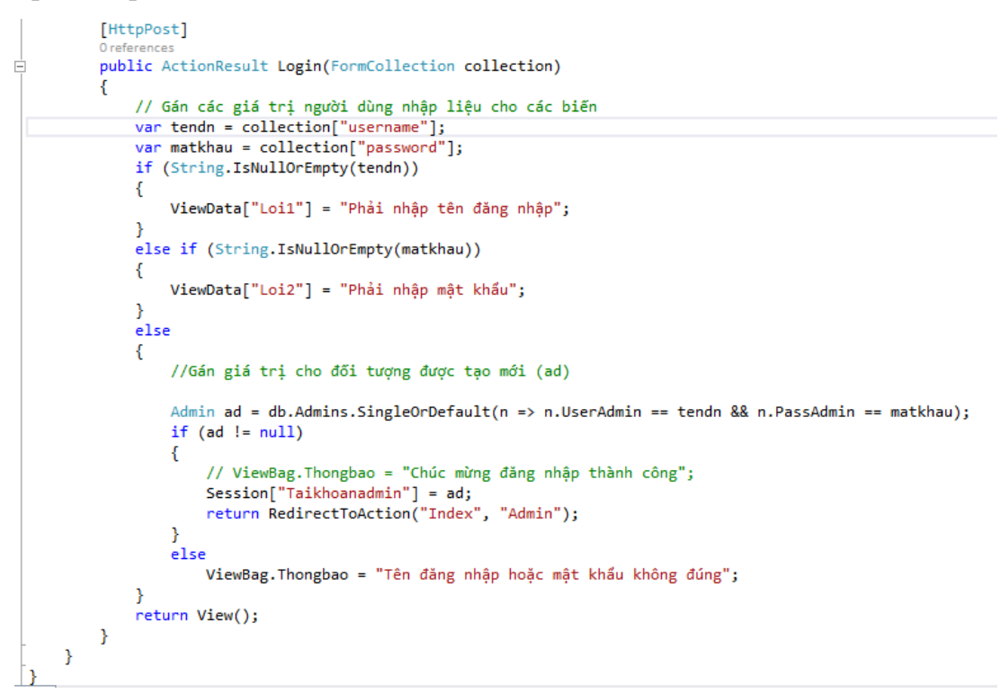 [HttpPost]
0 references
public ActionResult Login(FormCollection collection)
{
// Gán các giá trị người dùng nhập liệu cho các biến
var tendn = collection["username"];
var matkhau = collection["password"];
if (String.IsNullOrEmpty(tendn))
{
ViewData["Loi1"] = "Phải nhập tên đăng nhập";
}
else if (String.IsNullOrEmpty(matkhau))
{
ViewData["Loi2"] = "Phải nhập mật khẩu";
}
else
{
//Gán giá trị cho đối tượng được tạo mới (ad)
Admin ad = db.Admins.SingleOrDefault(n => n.UserAdmin == tendn && n.PassAdmin == matkhau);
if (ad != null)
{
// ViewBag.Thongbao = "Chúc mừng đăng nhập thành công";
Session["Taikhoanadmin"] = ad;
return RedirectToAction("Index", "Admin");
}
else
ViewBag.Thongbao = "Tên đăng nhập hoặc mật khẩu không đúng";
}
return View();
}
}
}